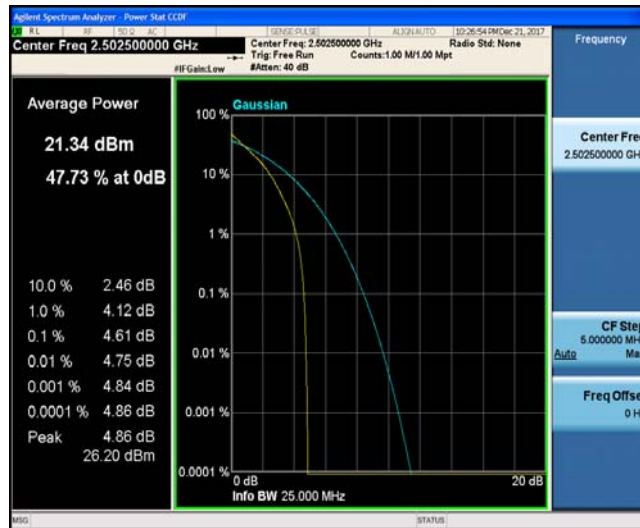 Agilent Spectrum Analyzer - Power Stat CCDF
RL RF 50 Ω AC SENSE:PULSE ALIGN AUTO 10:26:54 PM Dec 21, 2017
Center Freq 2.502500000 GHz
Center Freq: 2.502500000 GHz Radio Std: None
Trig: Free Run Counts:1.00 M/1.00 Mpt
#IFGain:Low #Atten: 40 dB
Frequency
Average Power
21.34 dBm
47.73 % at 0dB
10.0 % 2.46 dB
1.0 % 4.12 dB
0.1 % 4.61 dB
0.01 % 4.75 dB
0.001 % 4.84 dB
0.0001 % 4.86 dB
Peak 4.86 dB
26.20 dBm
Gaussian
100 %
10 %
1 %
0.1 %
0.01 %
0.001 %
0.0001 %
0 dB 20 dB
Info BW 25.000 MHz
Center Fre
2.502500000 GH
CF Step
5.000000 MH
Auto Ma
Freq Offse
0 H
MSG STATUS